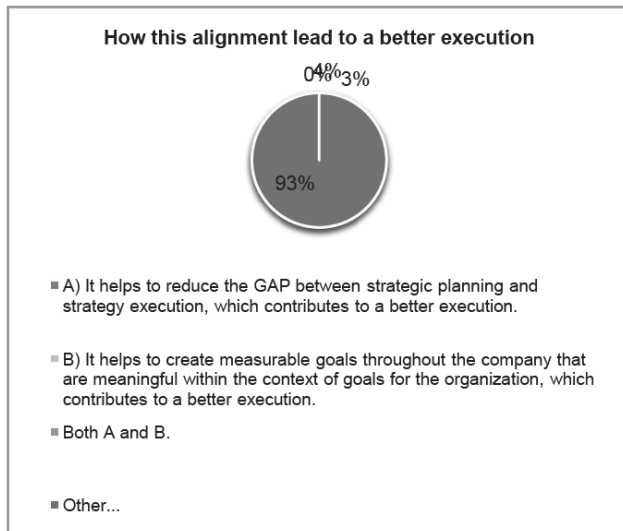 How this alignment lead to a better execution
0% 4% 3%
93%
A) It helps to reduce the GAP between strategic planning and
strategy execution, which contributes to a better execution.
B) It helps to create measurable goals throughout the company that
are meaningful within the context of goals for the organization, which
contributes to a better execution.
Both A and B.
Other...